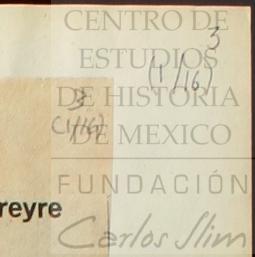 CENTRO DE
ESTUDIOS
DE HISTORIA
DE MEXICO
FUNDACIÓN
Carlos Slim
3
(1/16)
3
(1/16)
reyre